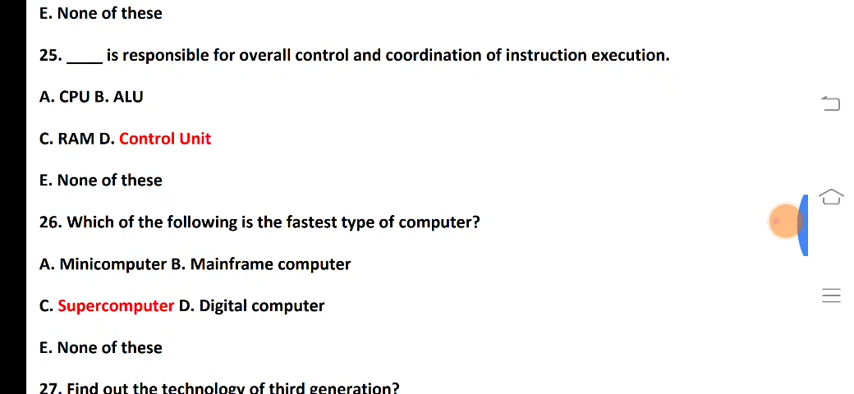 E. None of these
25. ____ is responsible for overall control and coordination of instruction execution.
A. CPU B. ALU
C. RAM D. Control Unit
E. None of these
26. Which of the following is the fastest type of computer?
A. Minicomputer B. Mainframe computer
C. Supercomputer D. Digital computer
E. None of these
27. Find out the technology of third generation?